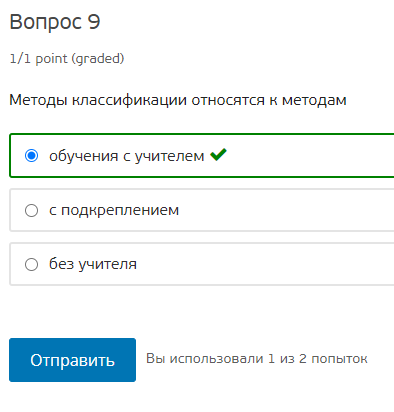 Вопрос 9
1/1 point (graded)
Методы классификации относятся к методам
обучения с учителем
с подкреплением
без учителя
Отправить
Вы использовали 1 из 2 попыток